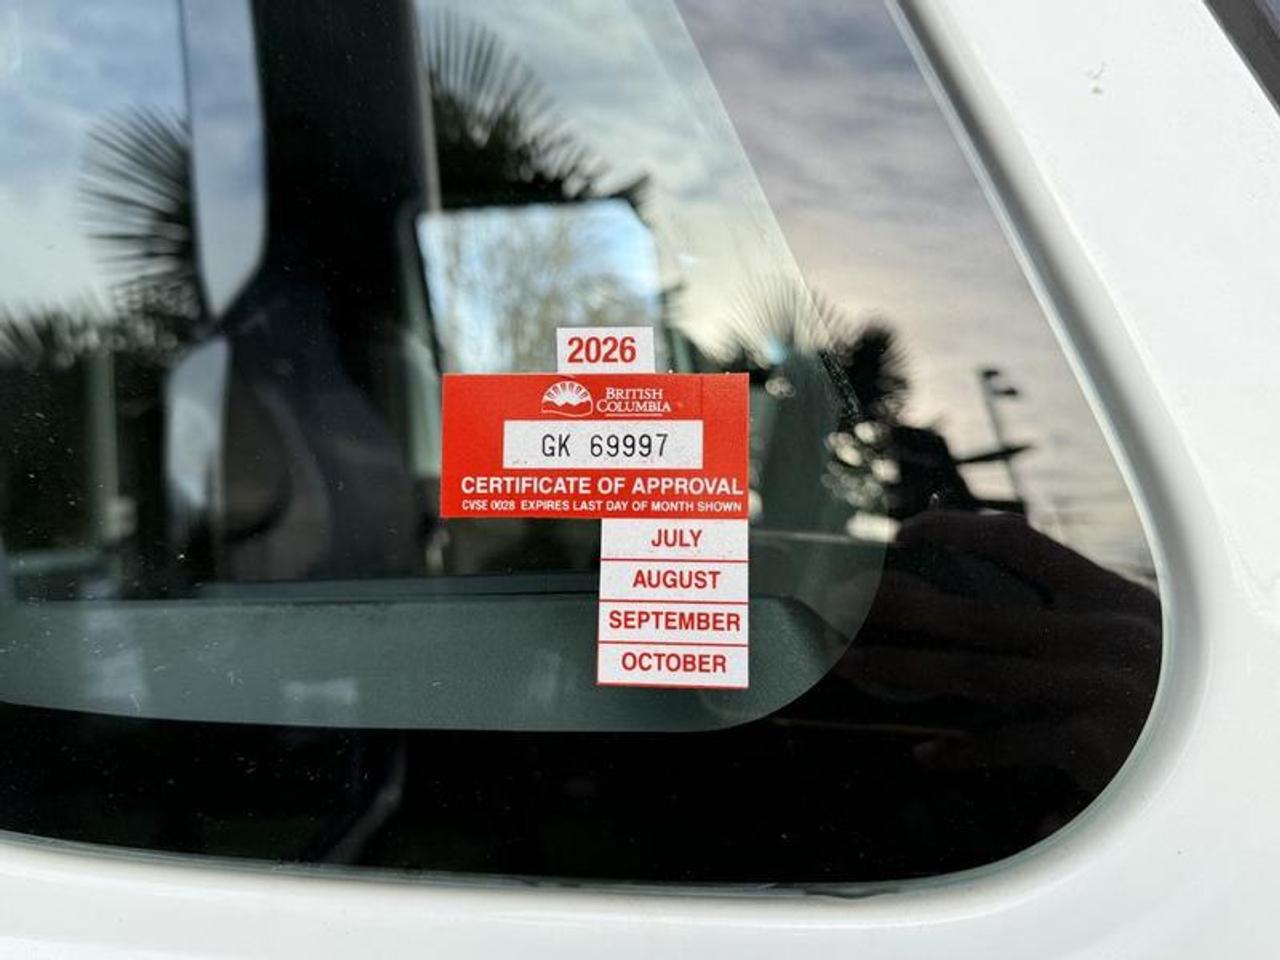 2026
BRITISH
COLUMBIA
GK 69997
CERTIFICATE OF APPROVAL
CVSE 0028 EXPIRES LAST DAY OF MONTH SHOWN
JULY
AUGUST
SEPTEMBER
OCTOBER